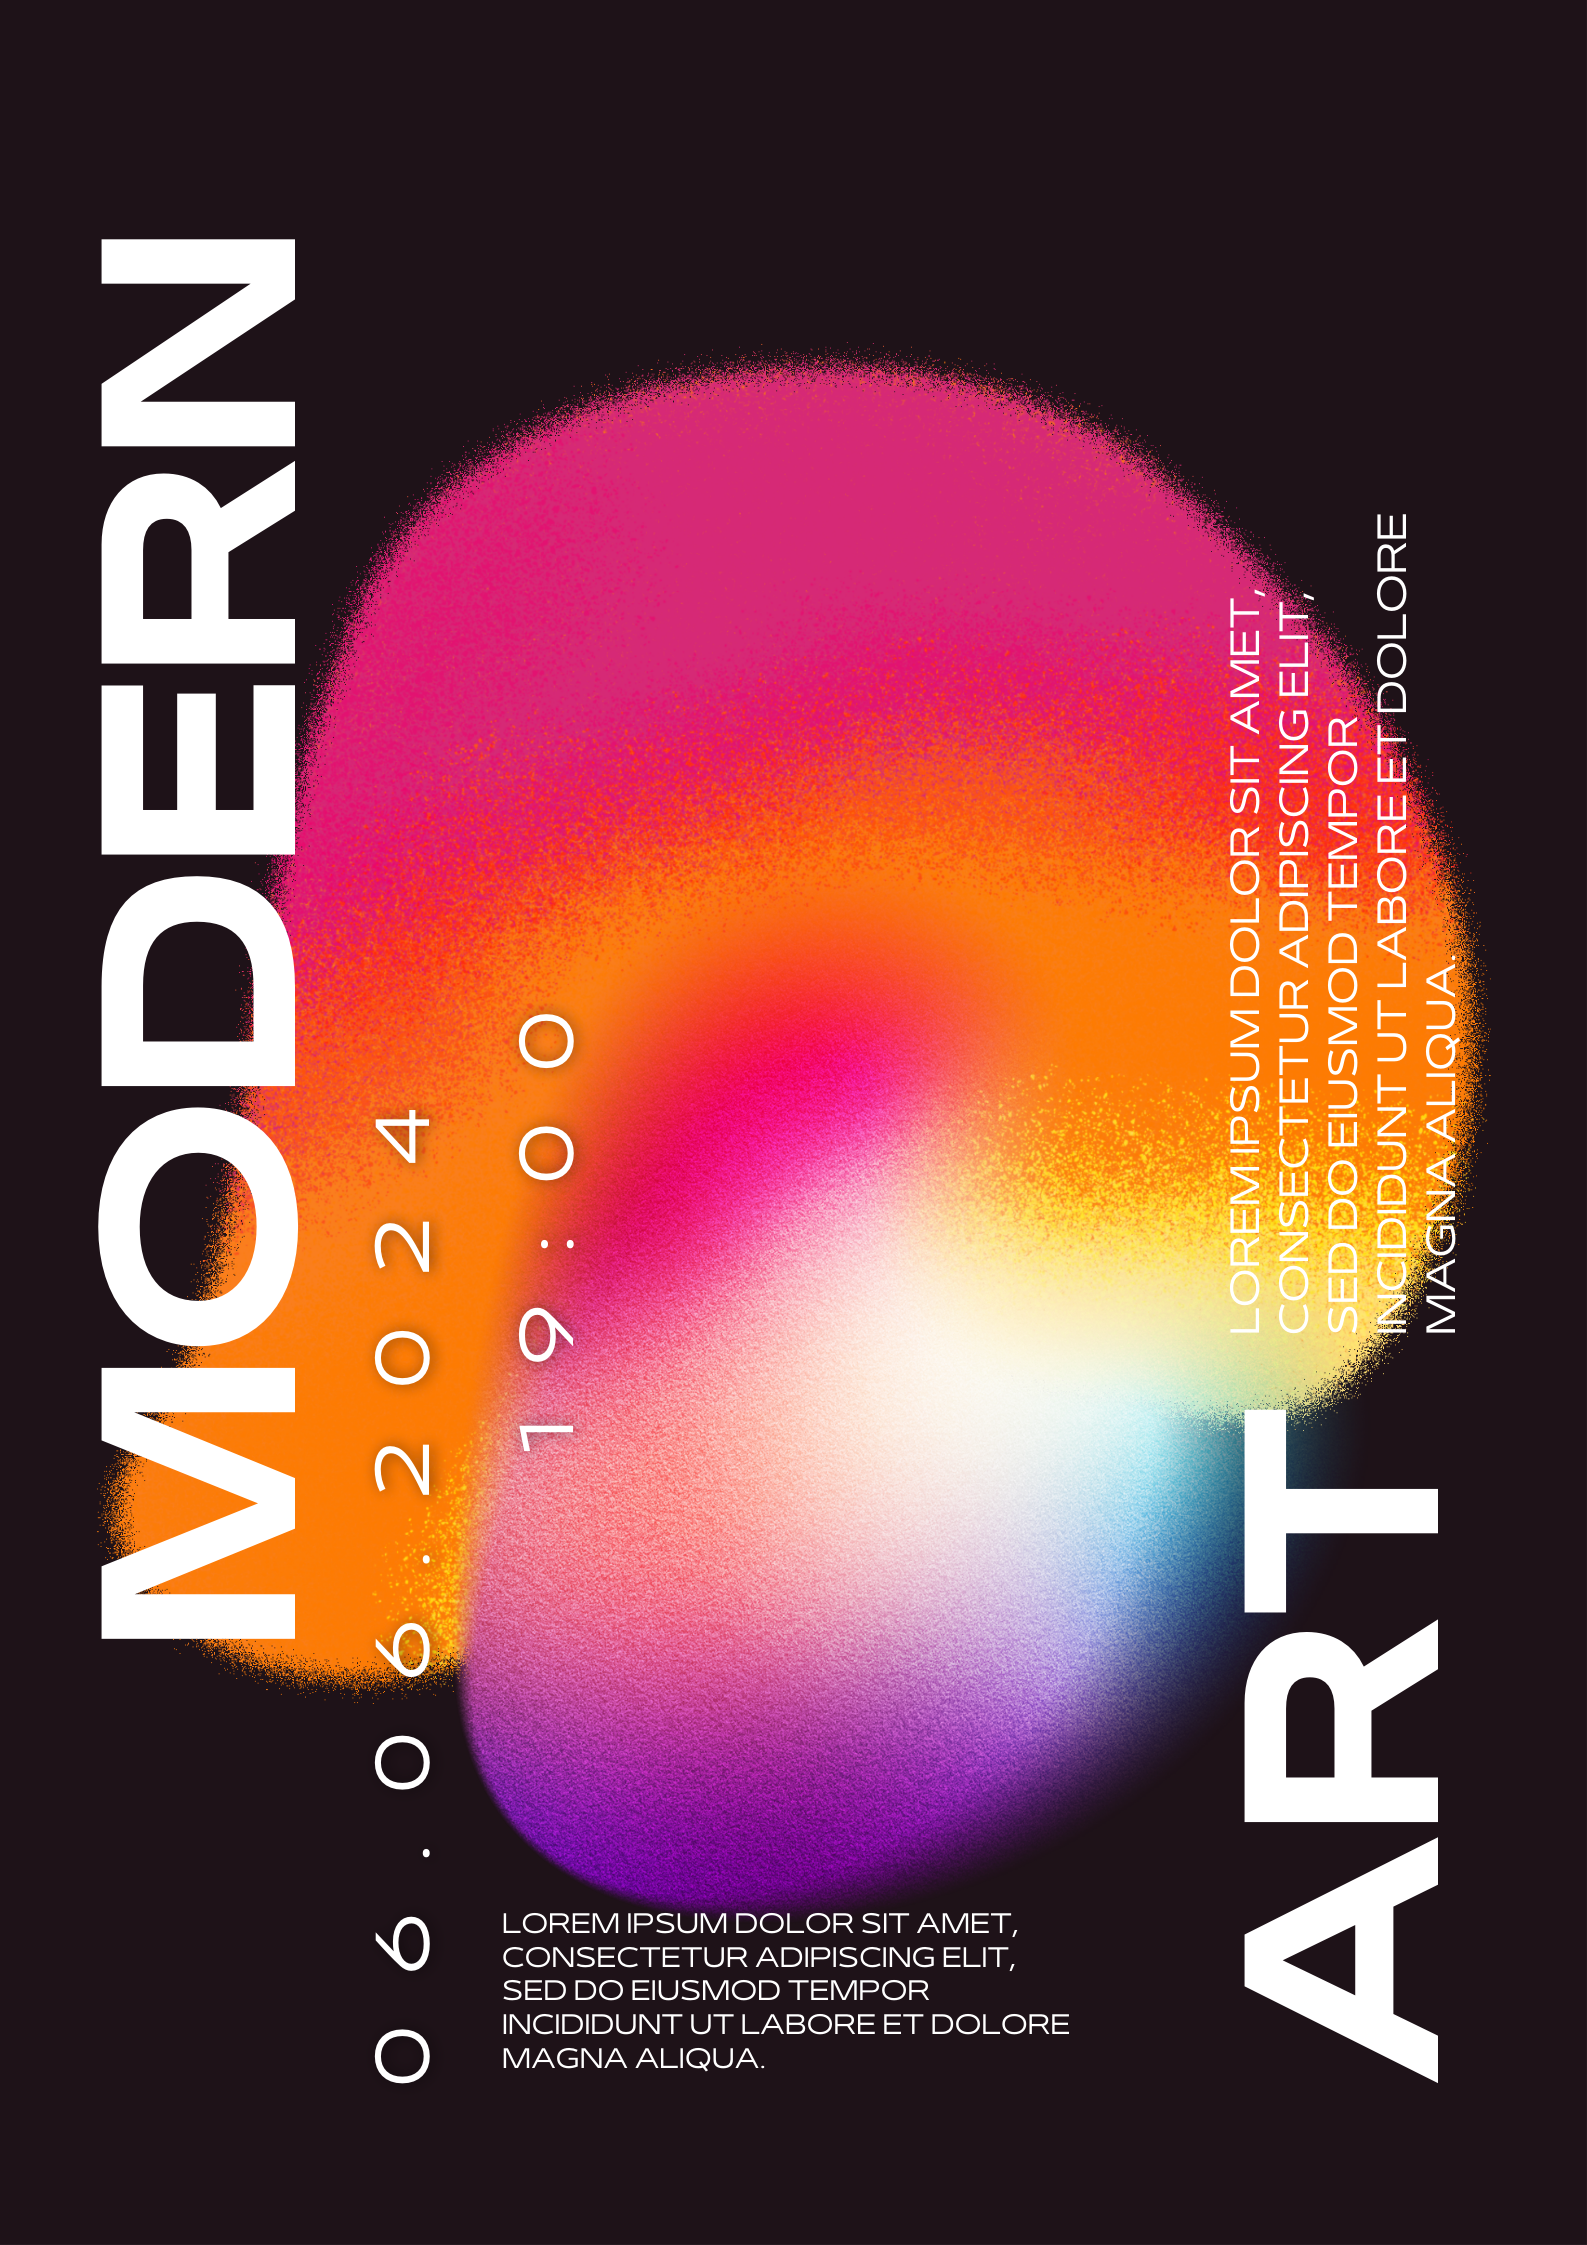 MODERN
06.06.2024
19:00
LOREM IPSUM DOLOR SIT AMET,
CONSECTETUR ADIPISCING ELIT,
SED DO EIUSMOD TEMPOR
INCIDIDUNT UT LABORE ET DOLORE
MAGNA ALIQUA.
ART
LOREM IPSUM DOLOR SIT AMET,
CONSECTETUR ADIPISCING ELIT,
SED DO EIUSMOD TEMPOR
INCIDIDUNT UT LABORE ET DOLORE
MAGNA ALIQUA.